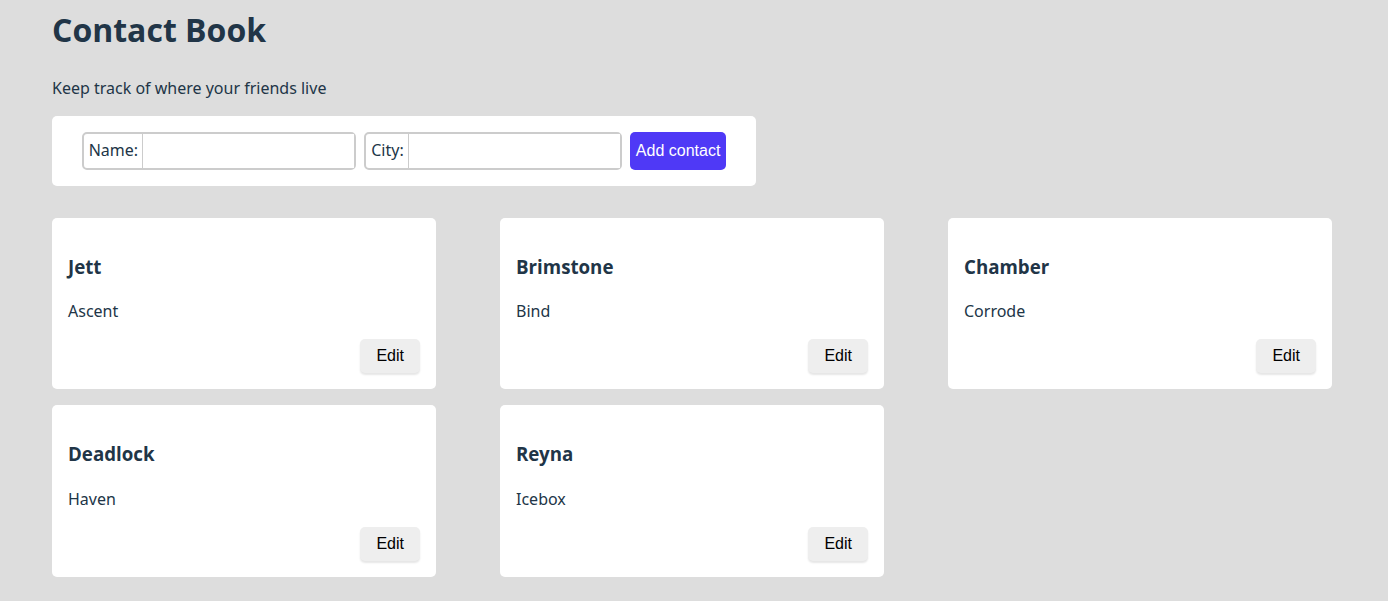 Contact Book
Keep track of where your friends live
Name: City: Add contact
Jett Brimstone Chamber
Ascent Bind Corrode
Edit Edit Edit
Deadlock Reyna
Haven Icebox
Edit Edit